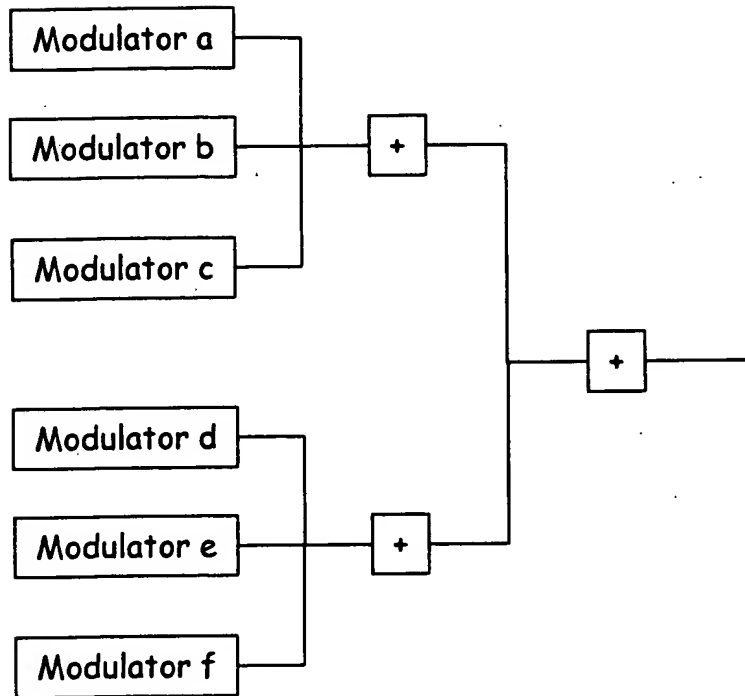 Modulator a
Modulator b
+
Modulator c
+
Modulator d
Modulator e
+
Modulator f